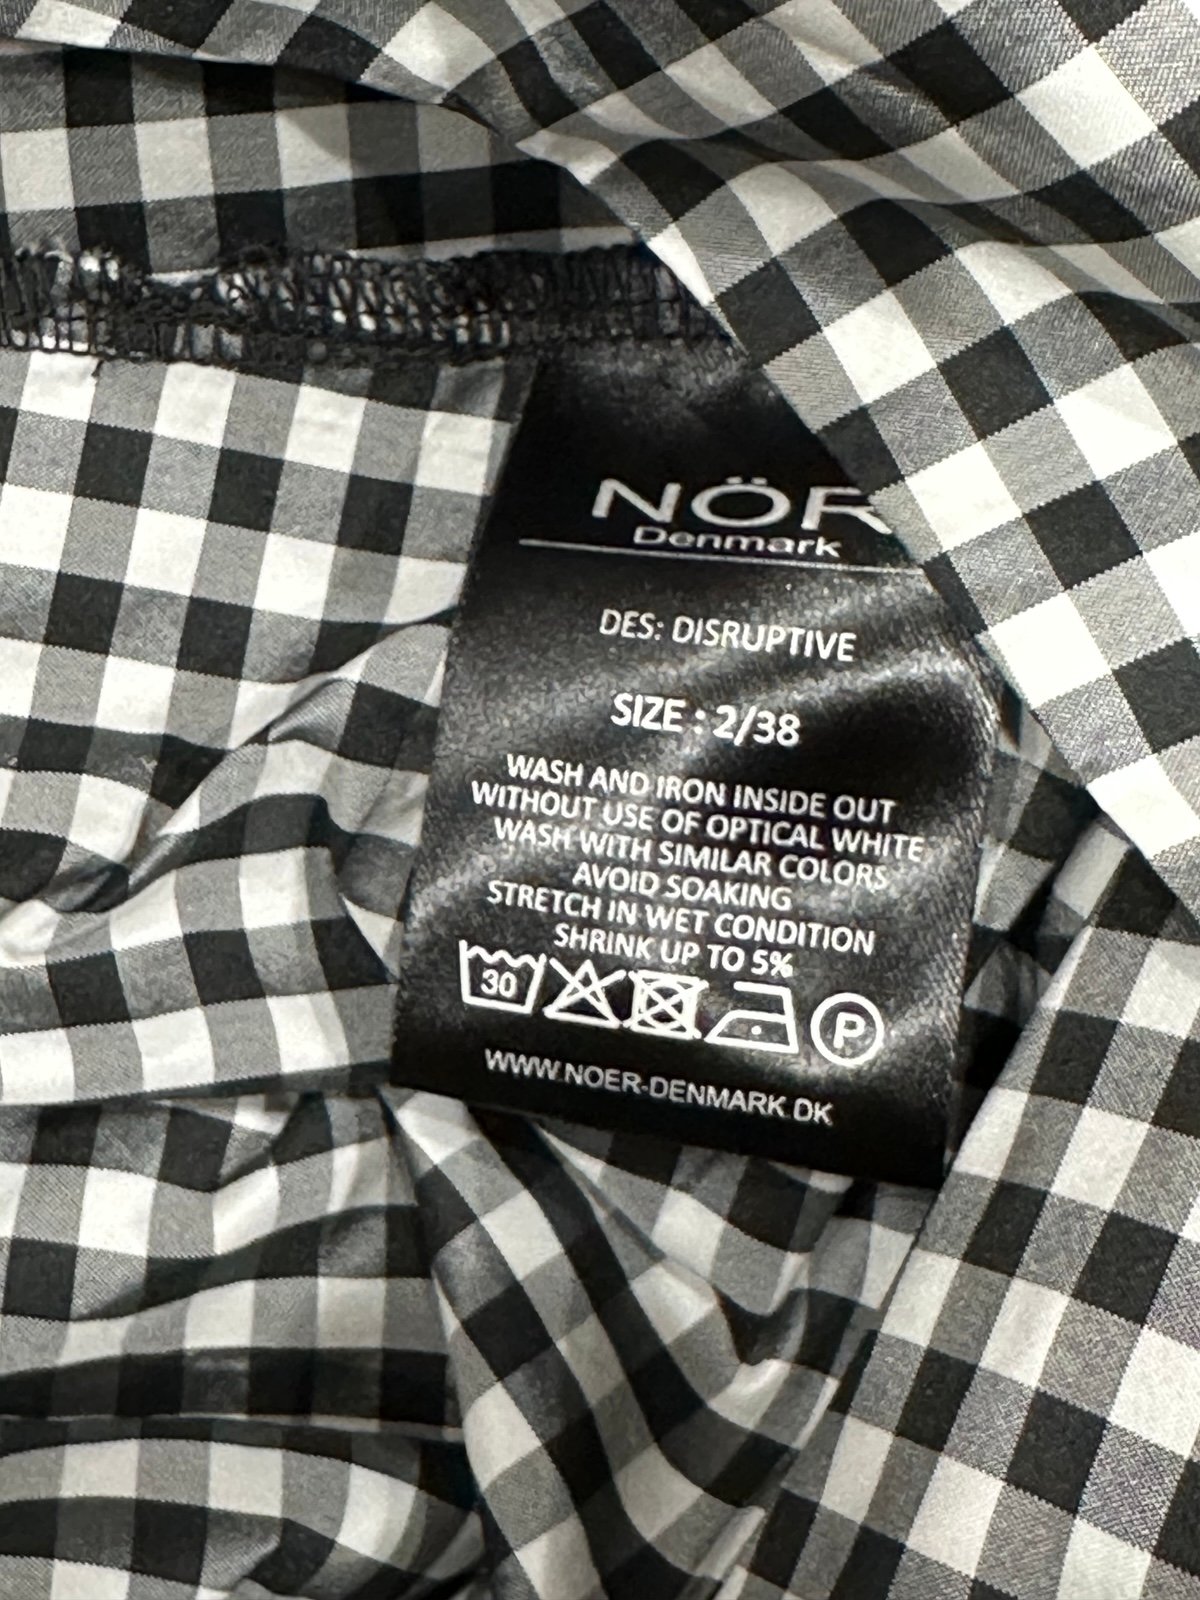 NÖR
Denmark
DES: DISRUPTIVE
SIZE : 2/38
WASH AND IRON INSIDE OUT
WITHOUT USE OF OPTICAL WHITE
WASH WITH SIMILAR COLORS
AVOID SOAKING
STRETCH IN WET CONDITION
SHRINK UP TO 5%
30 P
WWW.NOER-DENMARK.DK